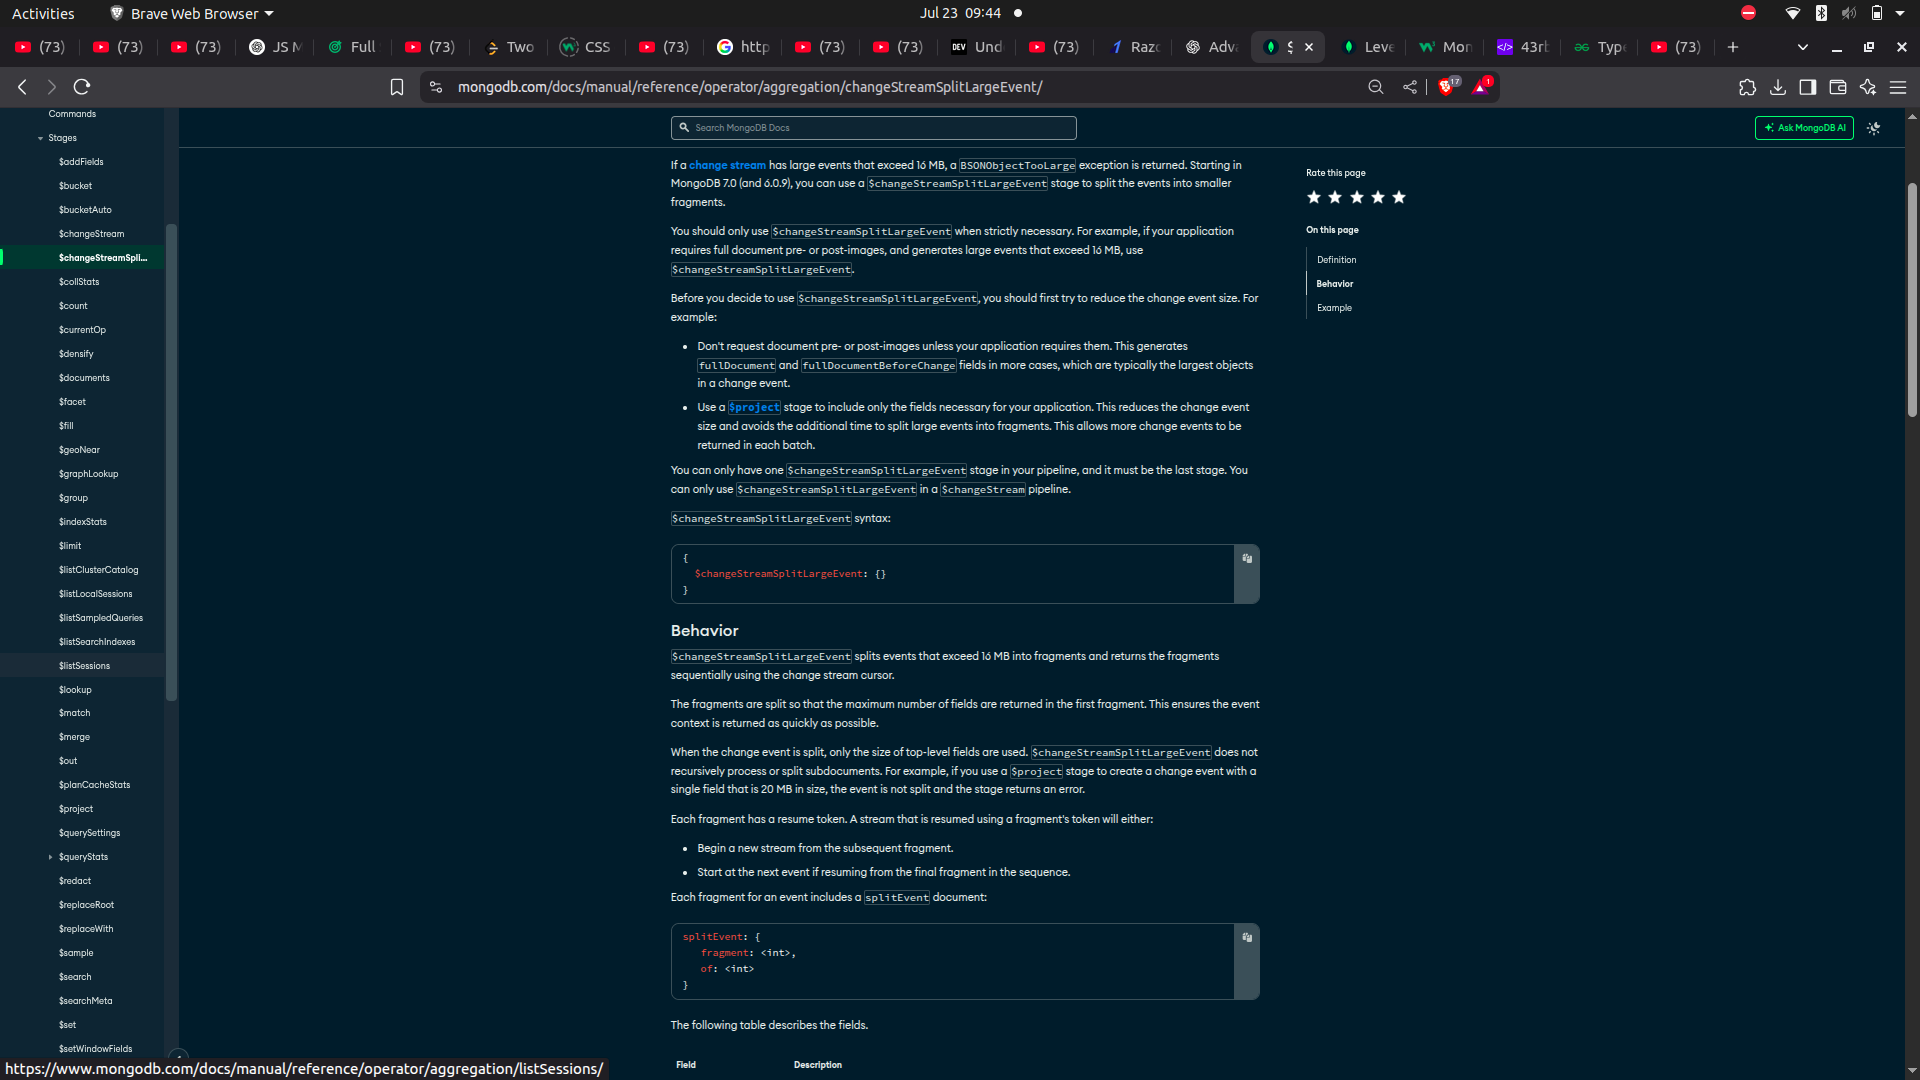 Activities
Brave Web Browser
Jul 23 09:44
(73)
(73)
(73)
JS M
Full
(73)
Two
CSS
(73)
http
(73)
(73)
DEV
Und
(73)
Razo
Adva
S
Leve
Mon
43rb
Type
(73)
mongodb.com/docs/manual/reference/operator/aggregation/changeStreamSplitLargeEvent/
17
1
Search MongoDB Docs
Ask MongoDB AI
Commands
Stages
$addFields
$bucket
$bucketAuto
$changeStream
$changeStreamSpli...
$collStats
$count
$currentOp
$densify
$documents
$facet
$fill
$geoNear
$graphLookup
$group
$indexStats
$limit
$listClusterCatalog
$listLocalSessions
$listSampledQueries
$listSearchIndexes
$listSessions
$lookup
$match
$merge
$out
$planCacheStats
$project
$querySettings
$queryStats
$redact
$replaceRoot
$replaceWith
$sample
$search
$searchMeta
$set
$setWindowFields
If a change stream has large events that exceed 16 MB, a BSONObjectTooLarge exception is returned. Starting in
MongoDB 7.0 (and 6.0.9), you can use a $changeStreamSplitLargeEvent stage to split the events into smaller
fragments.
You should only use $changeStreamSplitLargeEvent when strictly necessary. For example, if your application
requires full document pre- or post-images, and generates large events that exceed 16 MB, use
$changeStreamSplitLargeEvent.
Before you decide to use $changeStreamSplitLargeEvent, you should first try to reduce the change event size. For
example:
• Don't request document pre- or post-images unless your application requires them. This generates
fullDocument and fullDocumentBeforeChange fields in more cases, which are typically the largest objects
in a change event.
• Use a $project stage to include only the fields necessary for your application. This reduces the change event
size and avoids the additional time to split large events into fragments. This allows more change events to be
returned in each batch.
You can only have one $changeStreamSplitLargeEvent stage in your pipeline, and it must be the last stage. You
can only use $changeStreamSplitLargeEvent in a $changeStream pipeline.
$changeStreamSplitLargeEvent syntax:
{
$changeStreamSplitLargeEvent: {}
}
Behavior
$changeStreamSplitLargeEvent splits events that exceed 16 MB into fragments and returns the fragments
sequentially using the change stream cursor.
The fragments are split so that the maximum number of fields are returned in the first fragment. This ensures the event
context is returned as quickly as possible.
When the change event is split, only the size of top-level fields are used. $changeStreamSplitLargeEvent does not
recursively process or split subdocuments. For example, if you use a $project stage to create a change event with a
single field that is 20 MB in size, the event is not split and the stage returns an error.
Each fragment has a resume token. A stream that is resumed using a fragment's token will either:
• Begin a new stream from the subsequent fragment.
• Start at the next event if resuming from the final fragment in the sequence.
Each fragment for an event includes a splitEvent document:
splitEvent: {
fragment: <int>,
of: <int>
}
The following table describes the fields.
Field
Description
Rate this page
On this page
Definition
Behavior
Example
https://www.mongodb.com/docs/manual/reference/operator/aggregation/listSessions/